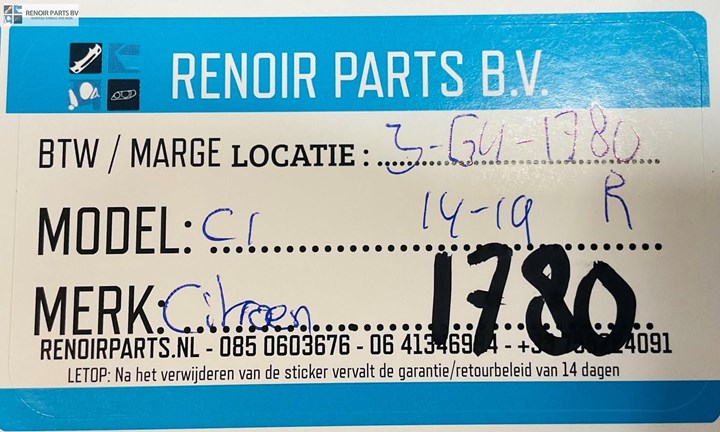 RENOIR PARTS BV
RENOIR PARTS B.V.
BTW / MARGE LOCATIE : 3-G4-1780
MODEL: C1 14-19 R
MERK: Citroen 1780
RENOIRPARTS.NL - 085 0603676 - 06
LETOP: Na het verwijderen van de sticker vervalt de garantie/retourbeleid van 14 dagen